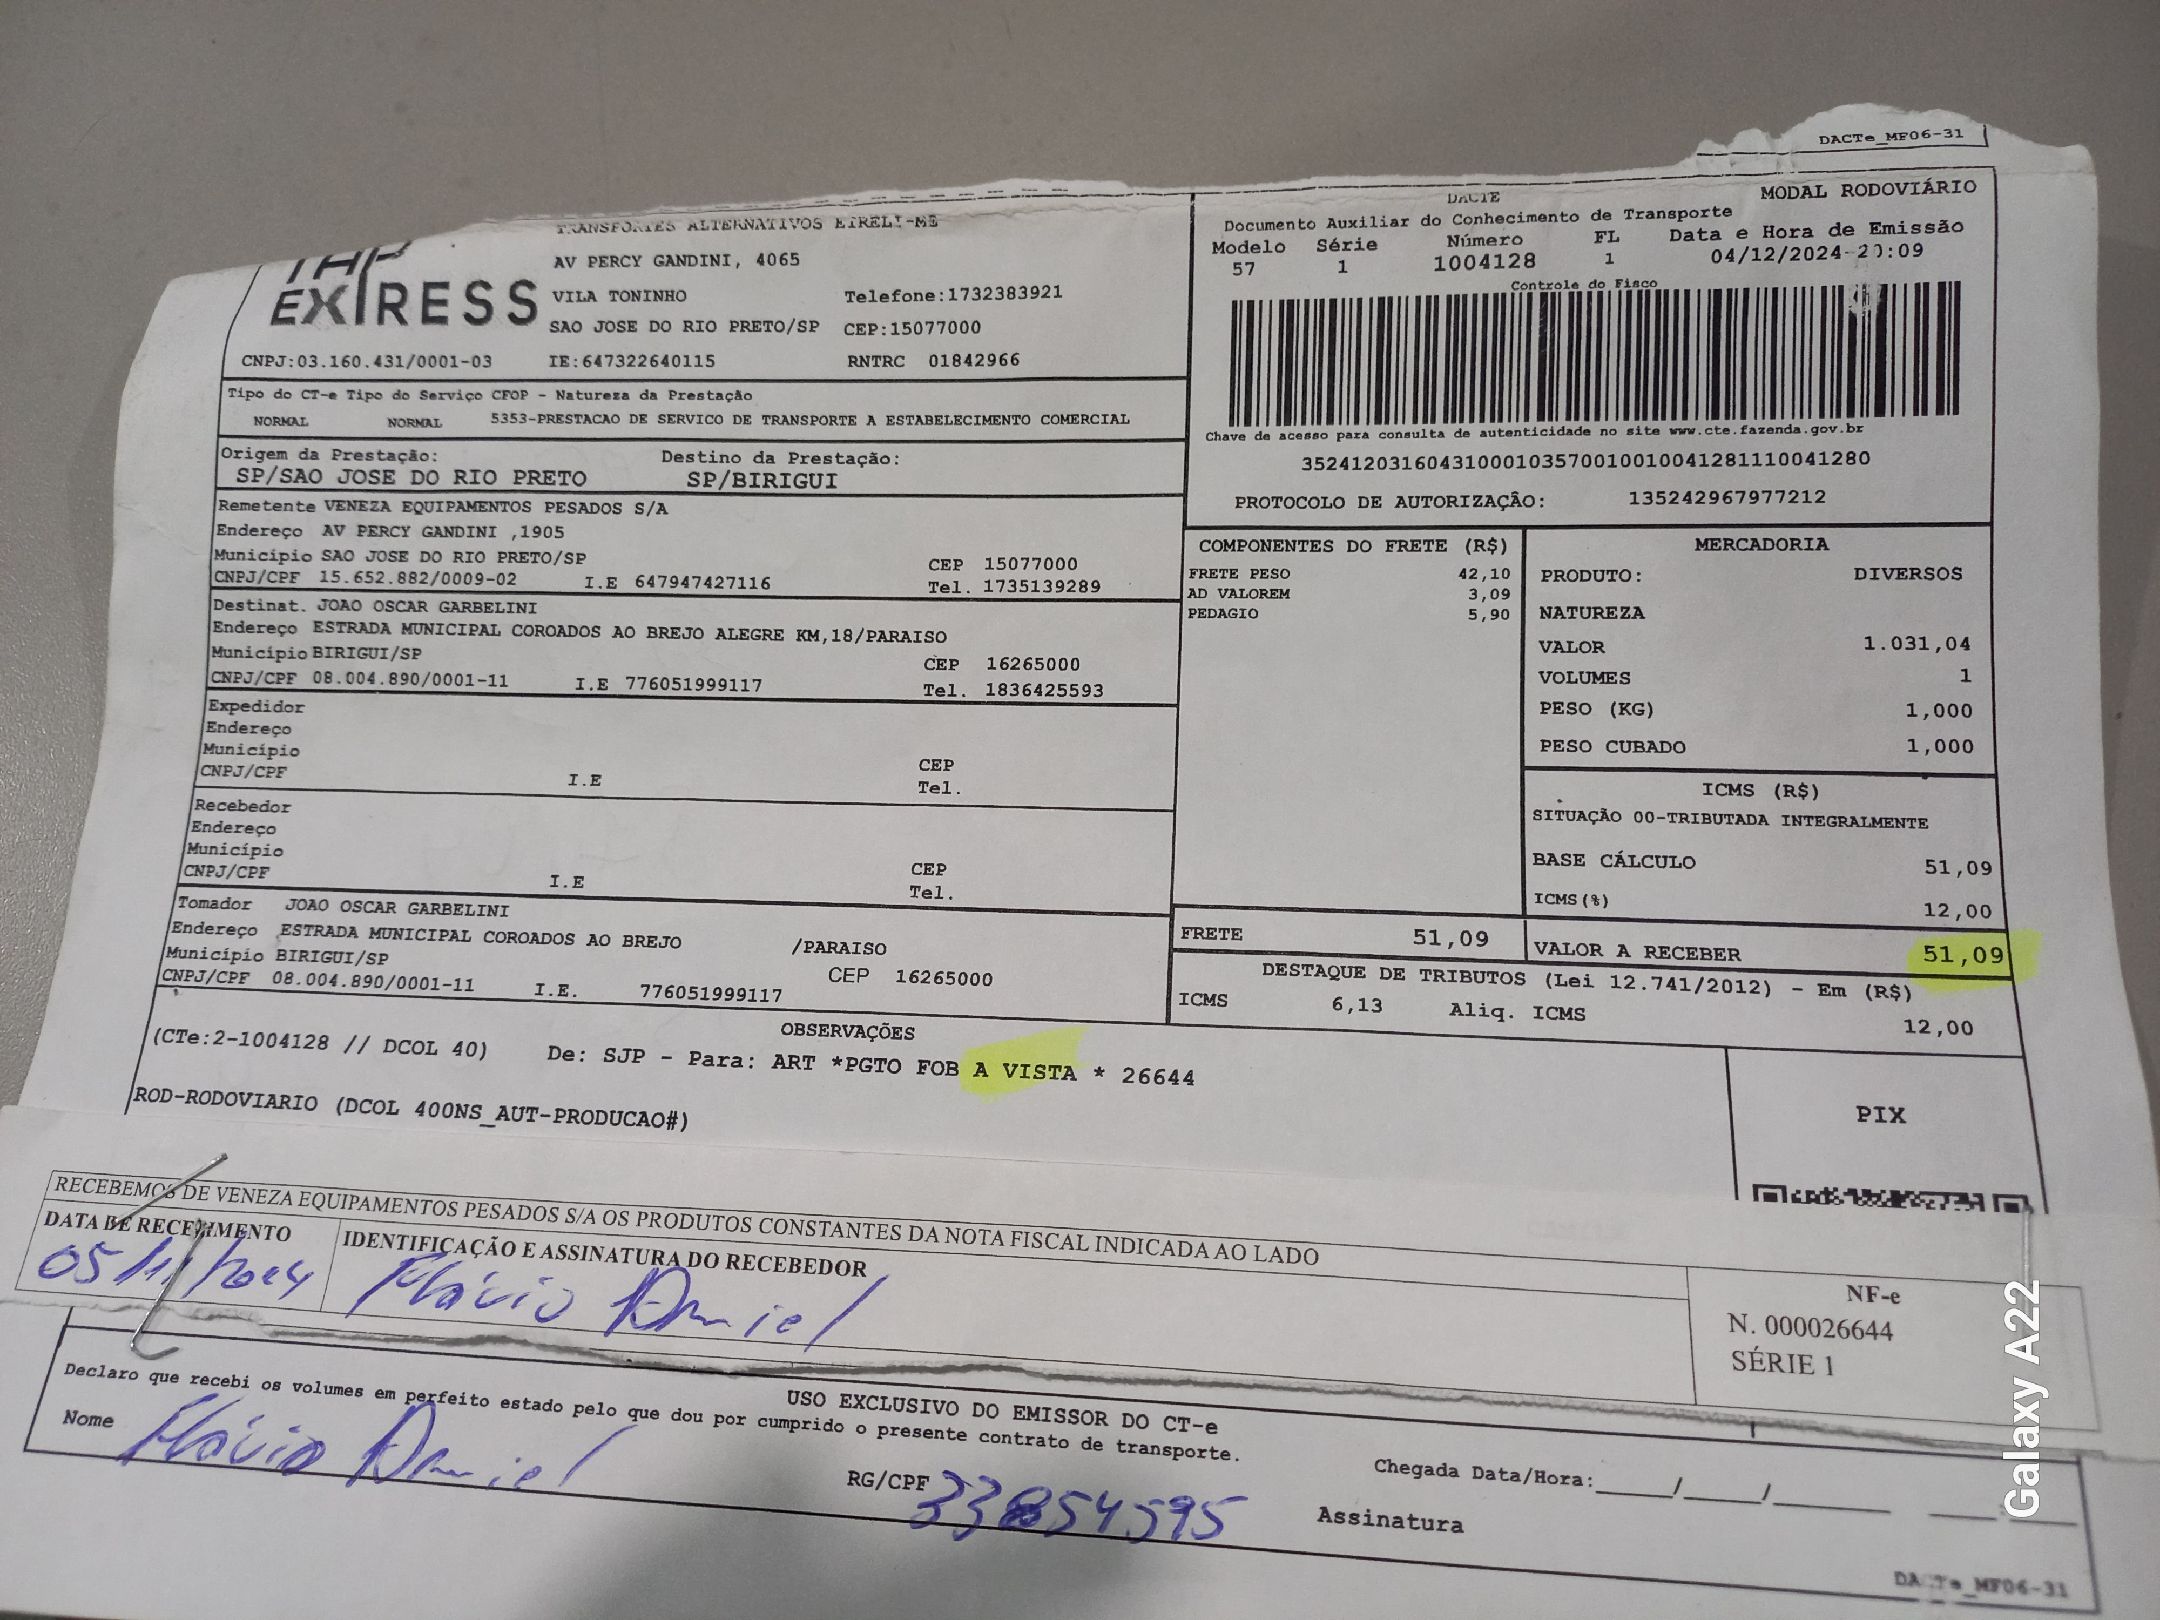 DACTe_MF06-31
TRANSPORTES ALTERNATIVOS EIRELI-ME
EXPRESS
AV PERCY GANDINI, 4065
VILA TONINHO Telefone:1732383921
SAO JOSE DO RIO PRETO/SP CEP:15077000
CNPJ:03.160.431/0001-03 IE:647322640115 RNTRC 01842966
DACTE MODAL RODOVIÁRIO
Documento Auxiliar do Conhecimento de Transporte
Modelo Série Número FL Data e Hora de Emissão
57 1 1004128 1 04/12/2024-20:09
Controle do Fisco
Chave de acesso para consulta de autenticidade no site www.cte.fazenda.gov.br
35241203160431000103570010010041281110041280
PROTOCOLO DE AUTORIZAÇÃO: 135242967977212
Tipo do CT-e Tipo do Serviço CFOP - Natureza da Prestação
NORMAL NORMAL 5353-PRESTACAO DE SERVICO DE TRANSPORTE A ESTABELECIMENTO COMERCIAL
Origem da Prestação: Destino da Prestação:
SP/SAO JOSE DO RIO PRETO SP/BIRIGUI
Remetente VENEZA EQUIPAMENTOS PESADOS S/A
Endereço AV PERCY GANDINI ,1905
Município SAO JOSE DO RIO PRETO/SP CEP 15077000
CNPJ/CPF 15.652.882/0009-02 I.E 647947427116 Tel. 1735139289
Destinat. JOAO OSCAR GARBELINI
Endereço ESTRADA MUNICIPAL COROADOS AO BREJO ALEGRE KM,18/PARAISO
Município BIRIGUI/SP CEP 16265000
CNPJ/CPF 08.004.890/0001-11 I.E 776051999117 Tel. 1836425593
Expedidor
Endereço
Município CEP
CNPJ/CPF I.E Tel.
Recebedor
Endereço
Município CEP
CNPJ/CPF I.E Tel.
Tomador JOAO OSCAR GARBELINI
Endereço ESTRADA MUNICIPAL COROADOS AO BREJO /PARAISO
Município BIRIGUI/SP CEP 16265000
CNPJ/CPF 08.004.890/0001-11 I.E. 776051999117
COMPONENTES DO FRETE (R$)
FRETE PESO 42,10
AD VALOREM 3,09
PEDAGIO 5,90
MERCADORIA
PRODUTO: DIVERSOS
NATUREZA
VALOR 1.031,04
VOLUMES 1
PESO (KG) 1,000
PESO CUBADO 1,000
ICMS (R$)
SITUAÇÃO 00-TRIBUTADA INTEGRALMENTE
BASE CÁLCULO 51,09
ICMS(%) 12,00
FRETE 51,09 VALOR A RECEBER 51,09
DESTAQUE DE TRIBUTOS (Lei 12.741/2012) - Em (R$)
ICMS 6,13 Aliq. ICMS 12,00
OBSERVAÇÕES
(CTe:2-1004128 // DCOL 40) De: SJP - Para: ART *PGTO FOB A VISTA * 26644
ROD-RODOVIARIO (DCOL 400NS_AUT-PRODUCAO#)
PIX
RECEBEMOS DE VENEZA EQUIPAMENTOS PESADOS S/A OS PRODUTOS CONSTANTES DA NOTA FISCAL INDICADA AO LADO
DATA DE RECEBIMENTO IDENTIFICAÇÃO E ASSINATURA DO RECEBEDOR
05/11/2024 Flávio Daniel
NF-e
N. 000026644
SÉRIE 1
USO EXCLUSIVO DO EMISSOR DO CT-e
Declaro que recebi os volumes em perfeito estado pelo que dou por cumprido o presente contrato de transporte.
Nome Flávio Daniel RG/CPF 33854595 Chegada Data/Hora:_____/_____/________ ____:____
Assinatura
DACTe_MF06-31
Galaxy A22